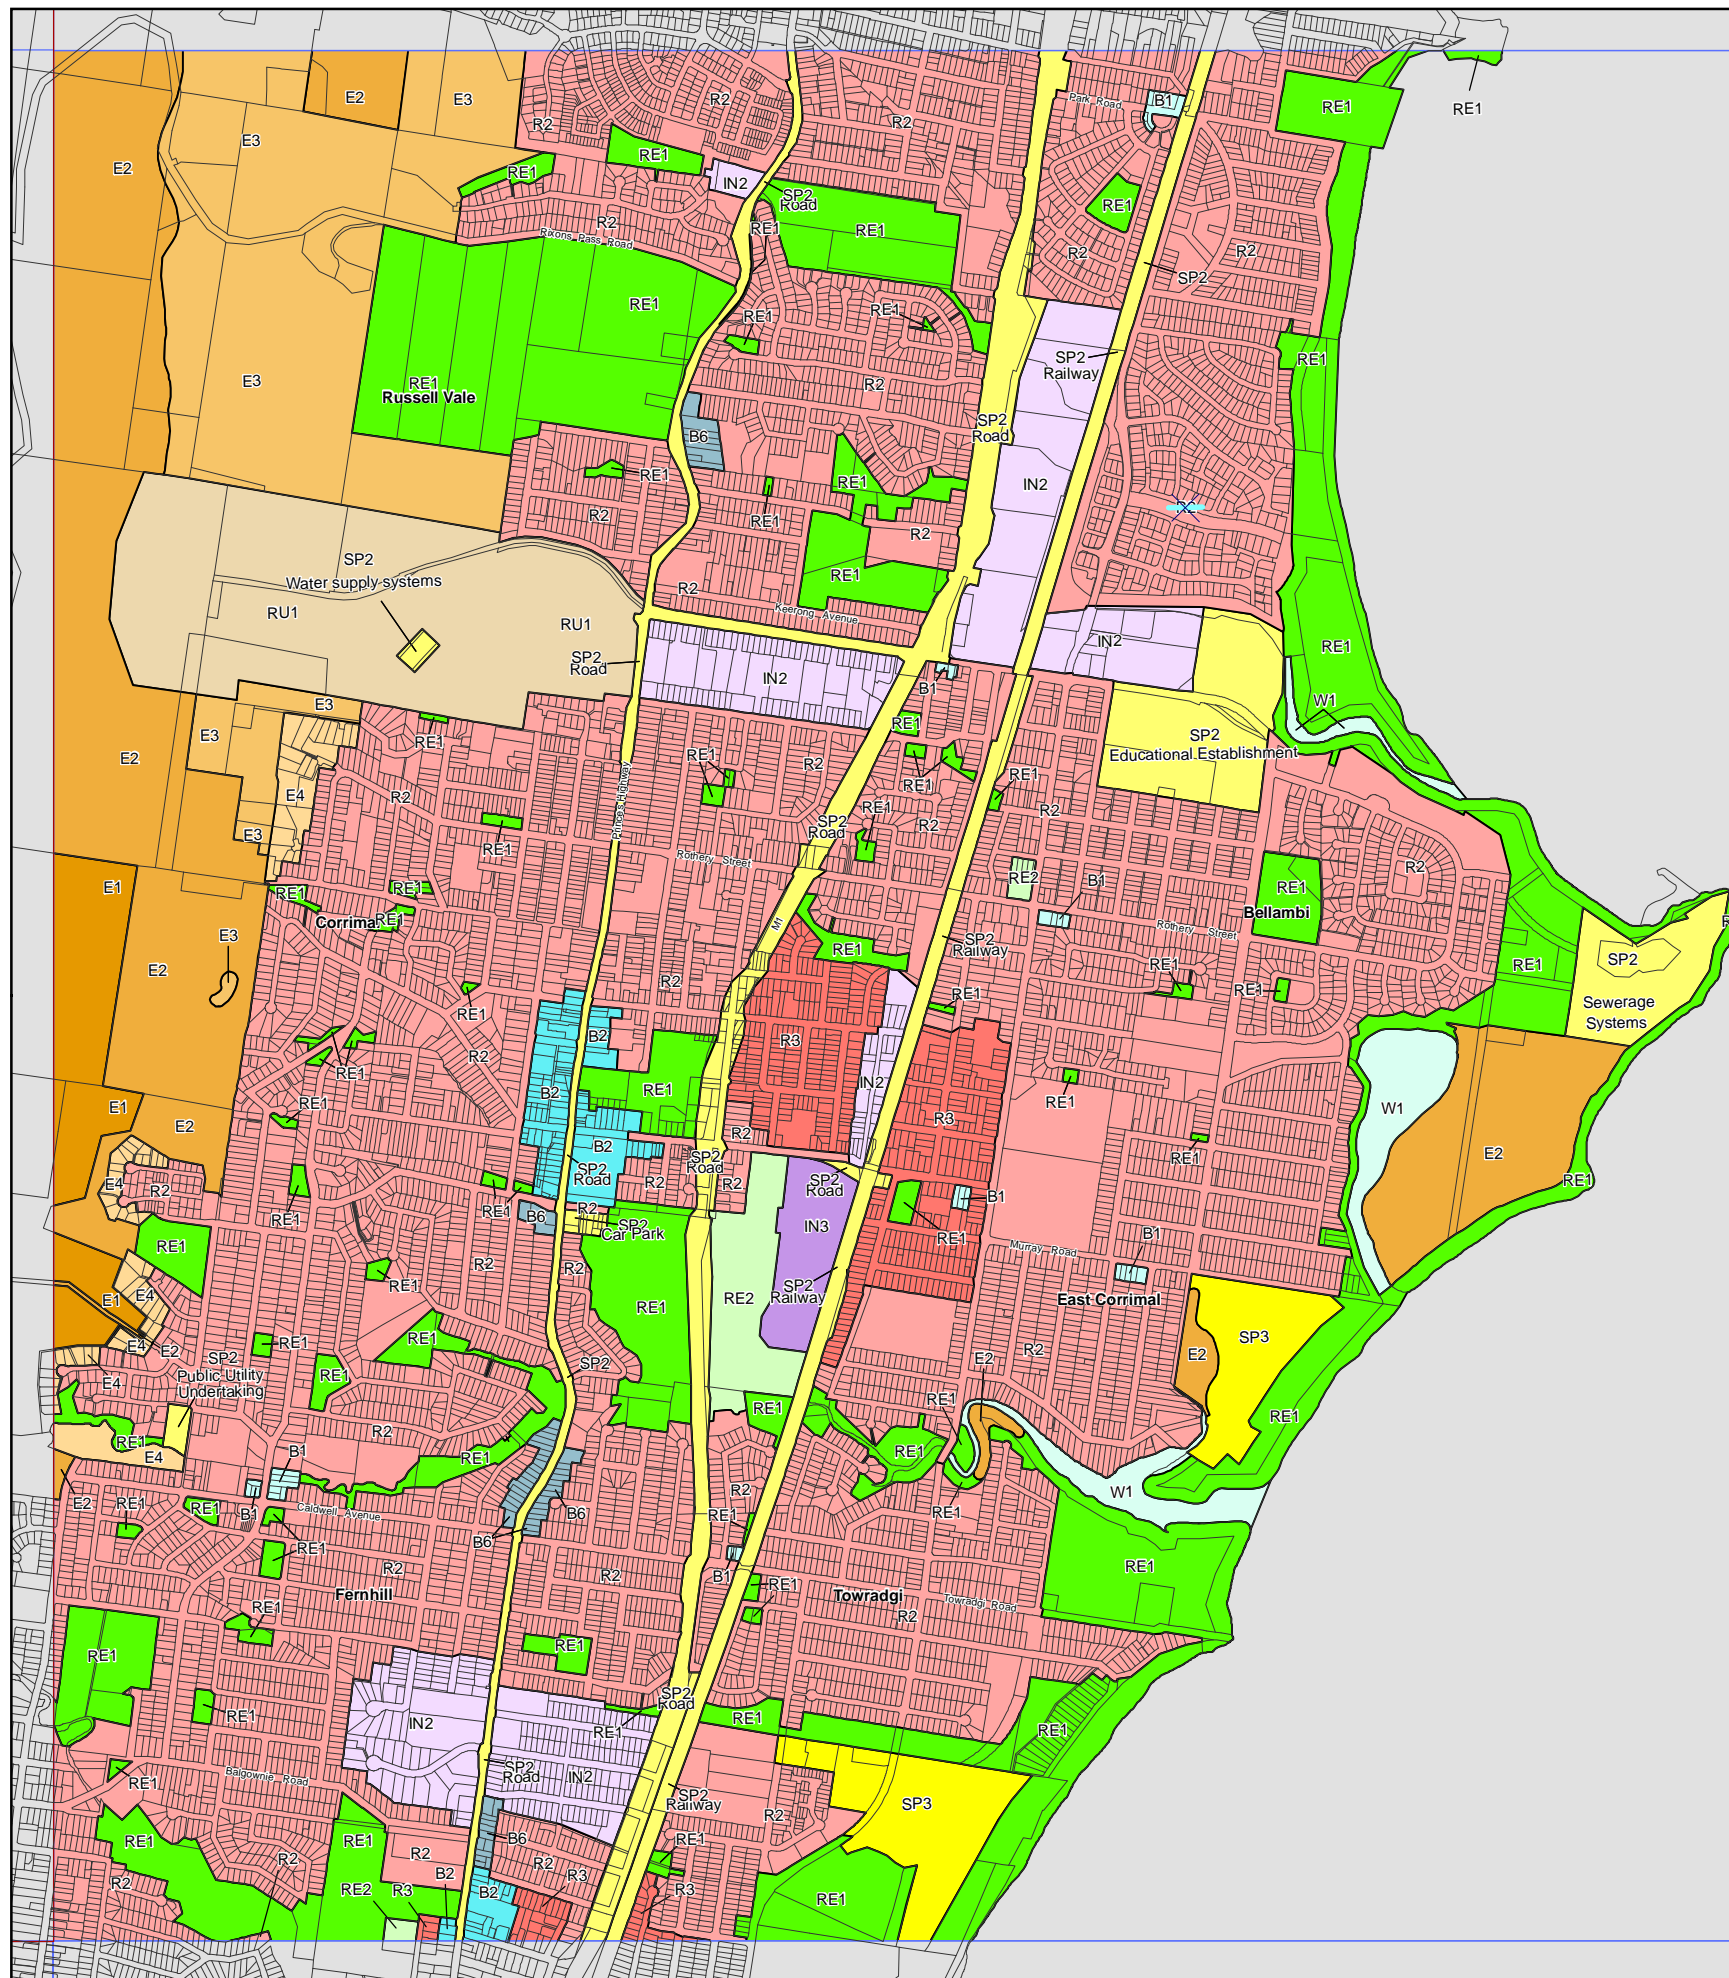 RE1
RE1
RE1
E2
E3
R2
R2
R2
Park Road
B1
E2
E3
RE1
RE1
IN2
SP2
Road
RE1
R2
RE1
RE1
R2
R2
SP2
Rixons Pass Road
RE1
RE1
RE1
SP2
Railway
RE1
E3
RE1
Russell Vale
R2
B6
SP2
Road
RE1
RE1
IN2
R2
RE1
R2
R2
SP2
Water supply systems
RU1
RU1
R2
RE1
Keerong Avenue
SP2
Road
IN2
IN2
RE1
B1
W1
E3
E3
E2
RE1
RE1
SP2
Educational Establishment
RE1
R2
RE1
RE1
E4
R2
R2
RE1
Princes Highway
SP2
Road
R2
E3
RE1
Rothery Street
R2
E1
RE1
RE1
RE2
B1
RE1
Bellambi
RE1
M1
Rothery Street
E3
SP2
Railway
RE1
E2
R2
RE1
RE1
RE1
SP2
RE1
RE1
Sewerage
Systems
R2
B2
R3
RE1
IN2
B2
RE1
RE1
RE1
W1
E1
E2
R3
R2
B2
RE1
E2
E4
R2
SP2
Road
SP2
Road
R2
R2
SP2
Road
B1
RE1
RE1
RE1
B6
R2
SP2
Car Park
IN3
RE1
Murray Road
B1
RE1
R2
R2
RE1
SP2
Railway
East Corrimal
E1
E4
RE2
RE1
SP3
E4
E2
RE1
RE1
SP2
Public Utility
Undertaking
RE1
SP2
E2
R2
E2
E4
RE1
RE1
RE1
R2
RE1
E4
B1
RE1
RE1
R2
W1
E2
RE1
RE1
B1
Caldwell Avenue
B6
B6
RE1
RE1
RE1
R2
R2
RE1
Fernhill
B1
RE1
Towradgi
Towradgi Road
R2
RE1
RE1
RE1
SP2
Road
RE1
IN2
RE1
RE1
RE1
Balgownie Road
RE1
SP2
Road
IN2
SP2
Railway
R2
SP3
RE1
RE1
R2
R2
B6
RE1
R2
B2
R2
R3
RE2
R3
B2
R3
RE1